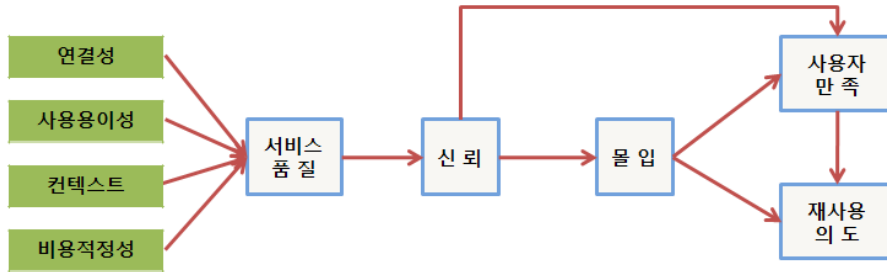 연결성
사용용이성
컨텍스트
비용적정성
서비스
품 질
신 뢰
몰 입
사용자
만 족
재사용
의 도